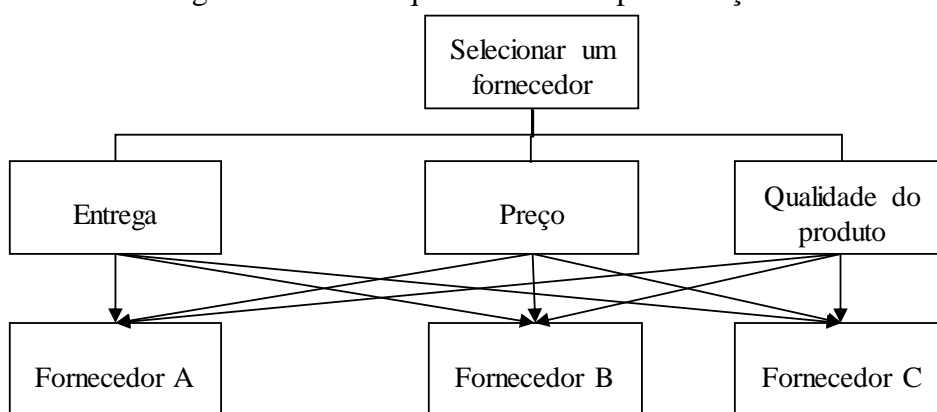 Selecionar um
fornecedor
Entrega
Preço
Qualidade do
produto
Fornecedor A
Fornecedor B
Fornecedor C